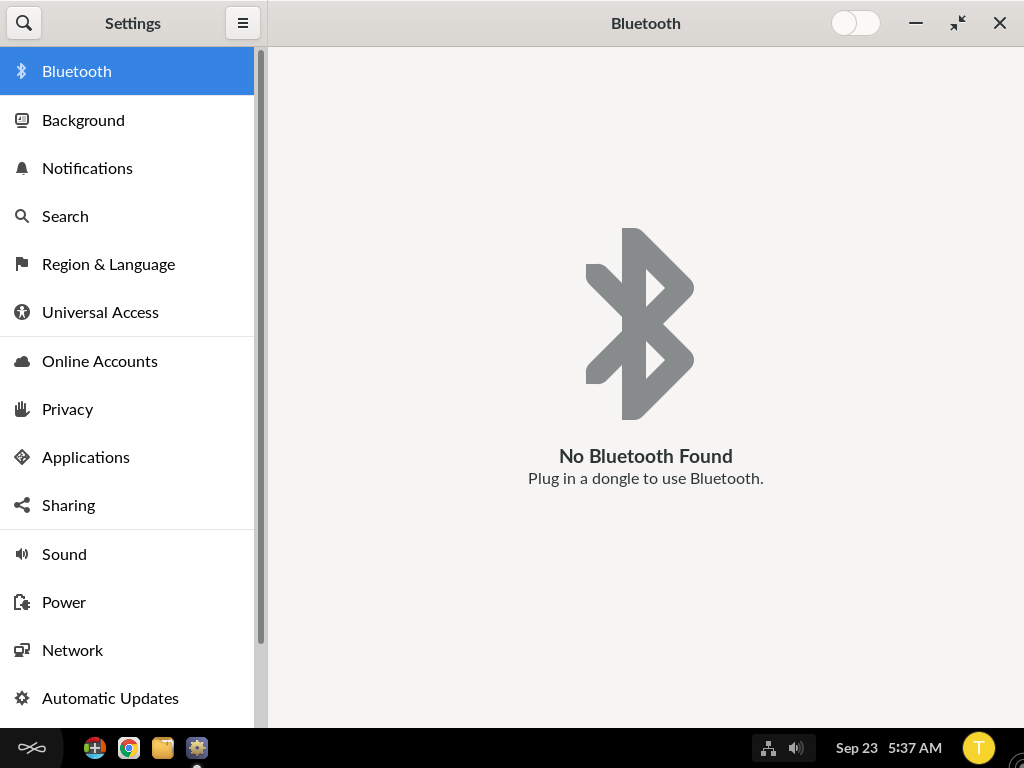 Settings
Bluetooth
Bluetooth
Background
Notifications
Search
Region & Language
Universal Access
Online Accounts
Privacy
Applications
Sharing
Sound
Power
Network
Automatic Updates
No Bluetooth Found
Plug in a dongle to use Bluetooth.
Sep 23 5:37 AM
T